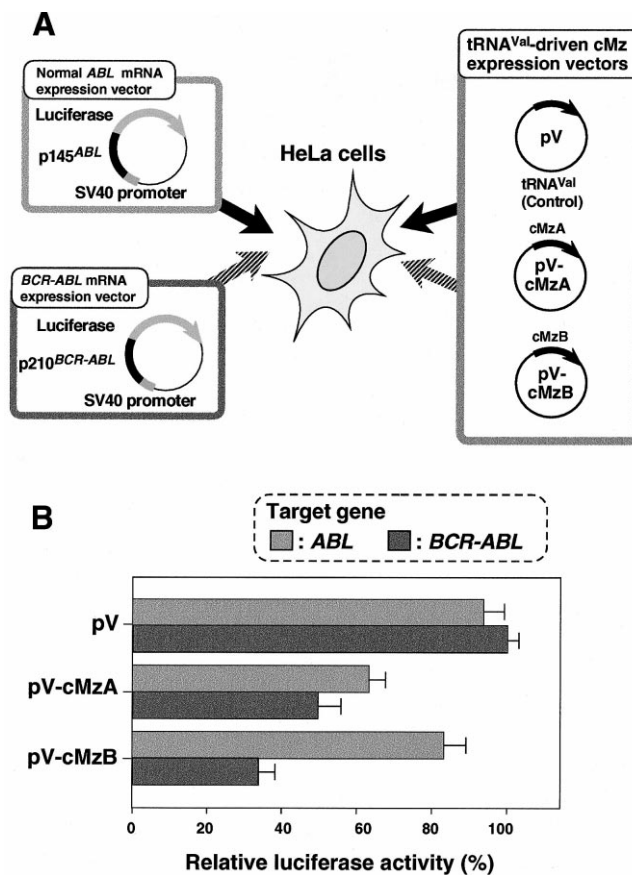 A
Normal ABL mRNA
expression vector
Luciferase
p145ABL
SV40 promoter
BCR-ABL mRNA
expression vector
Luciferase
p210BCR-ABL
SV40 promoter
HeLa cells
tRNAVal-driven cMz
expression vectors
pV
tRNAVal
(Control)
cMzA
pV-
cMzA
cMzB
pV-
cMzB
B
Target gene
: ABL : BCR-ABL
pV
pV-cMzA
pV-cMzB
0 20 40 60 80 100
Relative luciferase activity (%)